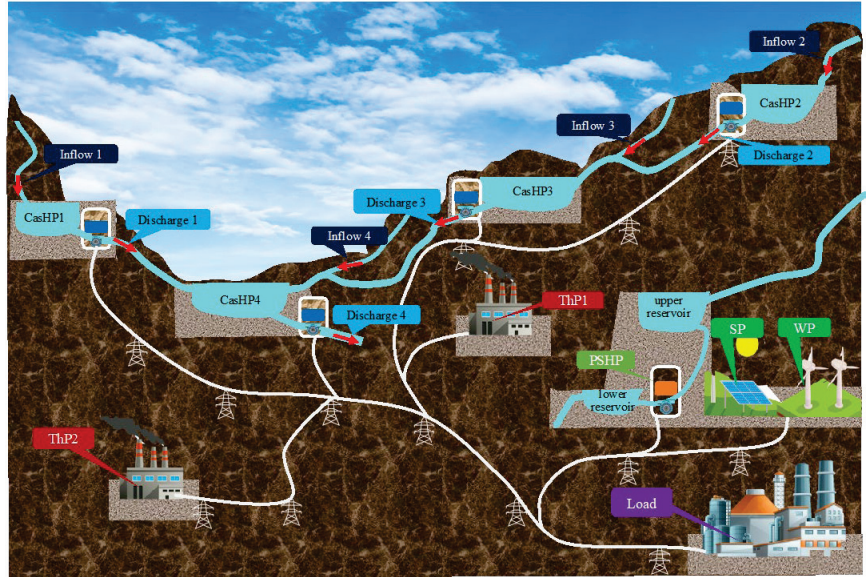 Inflow 2
CasHP2
Inflow 3
Discharge 2
Inflow 1
CasHP3
Discharge 3
CasHP1
Discharge 1
Inflow 4
CasHP4
Discharge 4
ThP1
upper
reservoir
SP
WP
PSHP
lower
reservoir
ThP2
Load